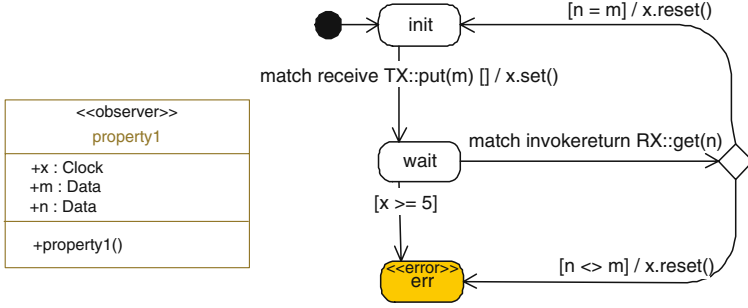 <<observer>>
property1
+x : Clock
+m : Data
+n : Data
+property1()
init
[n = m] / x.reset()
match receive TX::put(m) [] / x.set()
wait
match invokereturn RX::get(n)
[x >= 5]
<<error>>
err
[n <> m] / x.reset()